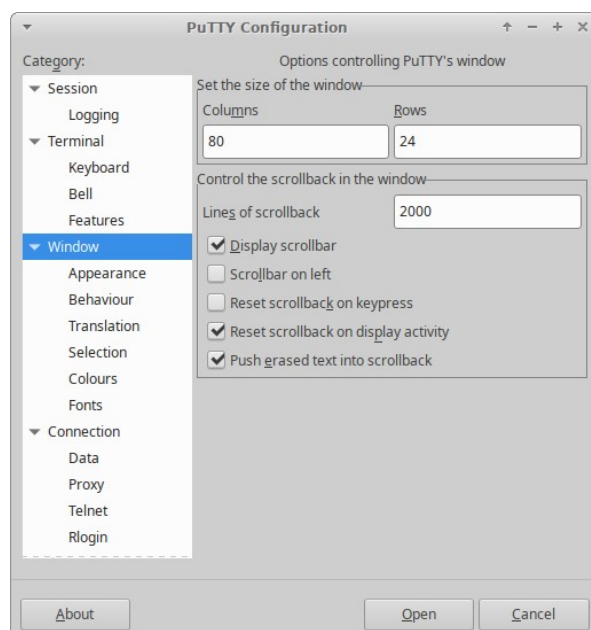 PuTTY Configuration
Category:
Session
Logging
Terminal
Keyboard
Bell
Features
Window
Appearance
Behaviour
Translation
Selection
Colours
Fonts
Connection
Data
Proxy
Telnet
Rlogin
Options controlling PuTTY's window
Set the size of the window
Columns Rows
80 24
Control the scrollback in the window
Lines of scrollback 2000
Display scrollbar
Scrollbar on left
Reset scrollback on keypress
Reset scrollback on display activity
Push erased text into scrollback
About Open Cancel